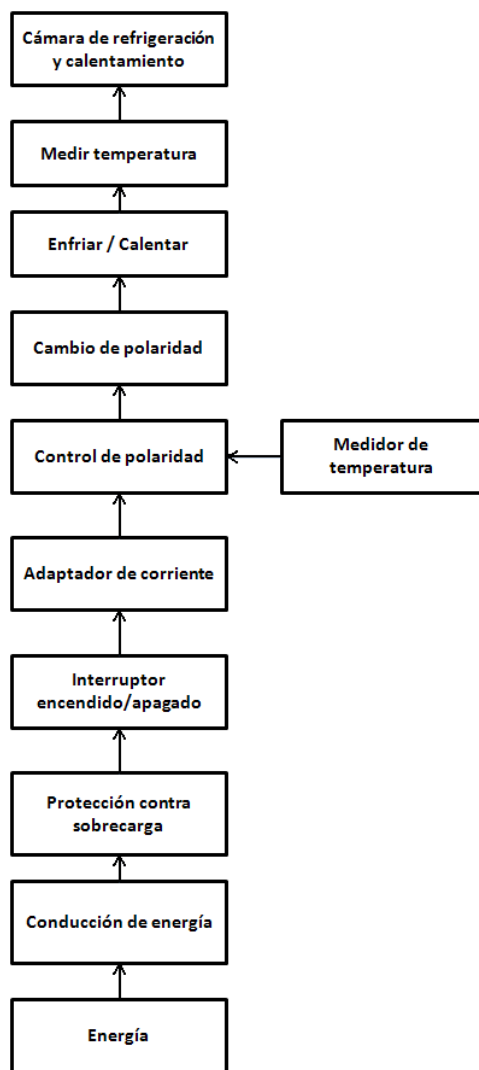 Cámara de refrigeración
y calentamiento
Medir temperatura
Enfriar / Calentar
Cambio de polaridad
Control de polaridad
Medidor de
temperatura
Adaptador de corriente
Interruptor
encendido/apagado
Protección contra
sobrecarga
Conducción de energía
Energía